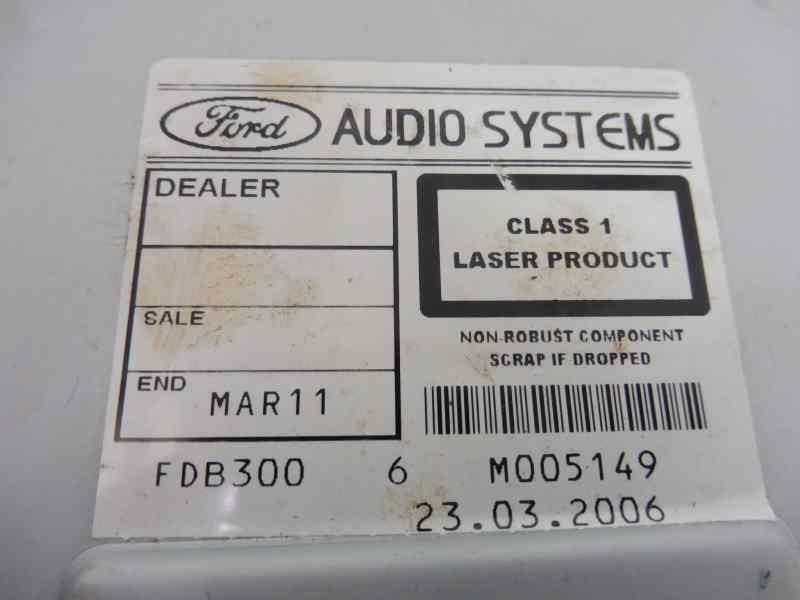 Ford AUDIO SYSTEMS
DEALER
SALE
END MAR11
CLASS 1
LASER PRODUCT
NON-ROBUST COMPONENT
SCRAP IF DROPPED
FDB300 6 M005149
23.03.2006